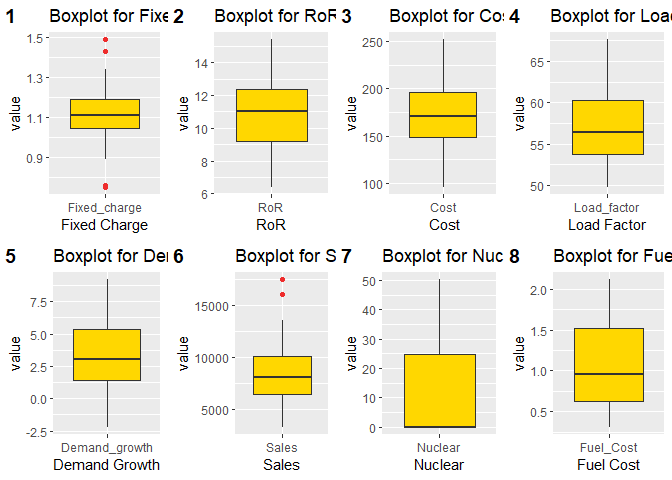 1 Boxplot for Fixe
1.5
1.3
1.1
0.9
value
Fixed_charge
Fixed Charge
2 Boxplot for RoR
14
12
10
8
6
value
RoR
RoR
3 Boxplot for Cos
250
200
150
100
value
Cost
Cost
4 Boxplot for Load
65
60
55
50
value
Load_factor
Load Factor
5 Boxplot for Der
7.5
5.0
2.5
0.0
-2.5
value
Demand_growth
Demand Growth
6 Boxplot for S
15000
10000
5000
value
Sales
Sales
7 Boxplot for Nuc
50
40
30
20
10
0
value
Nuclear
Nuclear
8 Boxplot for Fue
2.0
1.5
1.0
0.5
value
Fuel_Cost
Fuel Cost